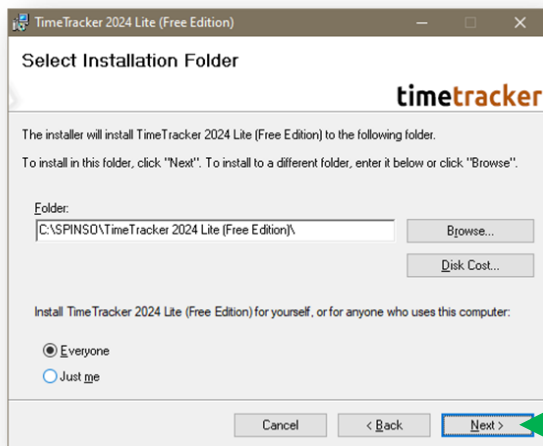 TimeTracker 2024 Lite (Free Edition)
Select Installation Folder
timetracker
The installer will install TimeTracker 2024 Lite (Free Edition) to the following folder.
To install in this folder, click "Next". To install to a different folder, enter it below or click "Browse".
Folder:
C:\SPINSO\TimeTracker 2024 Lite (Free Edition)\
Browse...
Disk Cost...
Install TimeTracker 2024 Lite (Free Edition) for yourself, or for anyone who uses this computer:
Everyone
Just me
Cancel
< Back
Next >